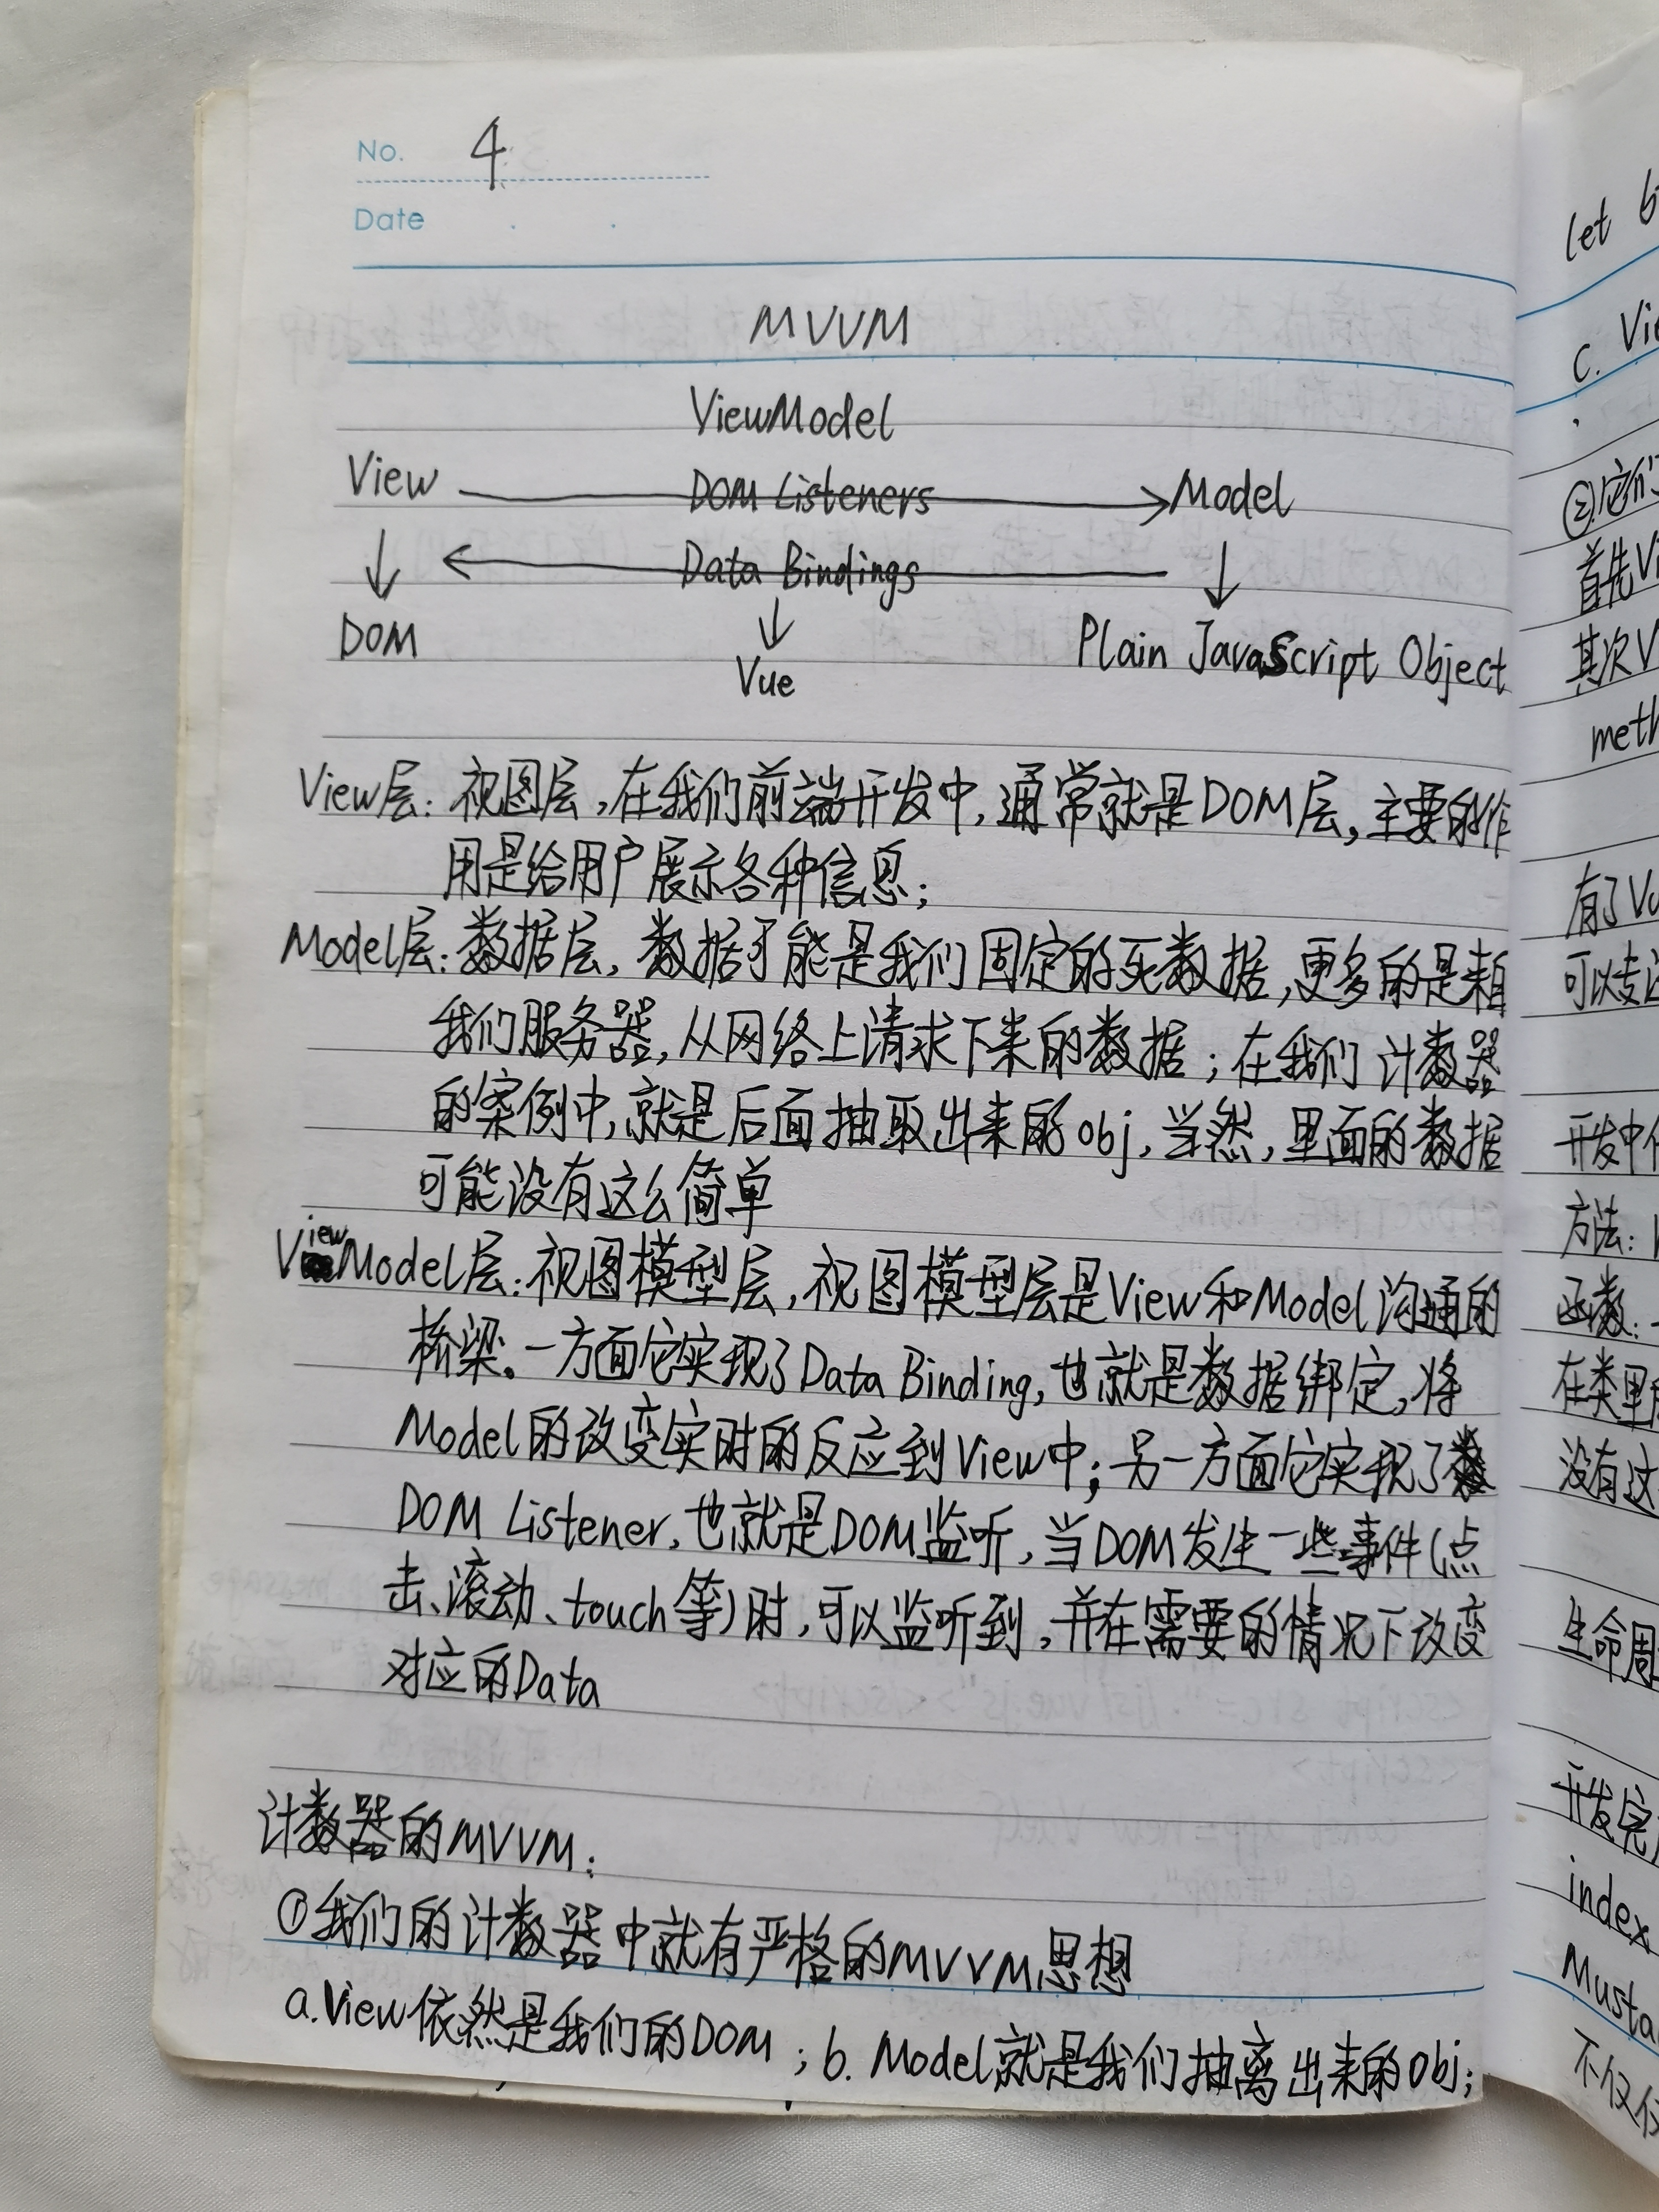 No. 4
Date
MVVM
ViewModel
View DOM Listeners Model
Data Bindings
DOM Vue Plain JavaScript Object
View层：视图层，在我们前端开发中，通常就是DOM层，主要的作
用是给用户展示各种信息；
Model层：数据层，数据可能是我们固定的死数据，更多的是来自
我们服务器，从网络上请求下来的数据；在我们计数器
的案例中，就是后面抽取出来的obj，当然，里面的数据
可能没有这么简单
ViewModel层：视图模型层，视图模型层是View和Model沟通的
桥梁。一方面它实现了Data Binding，也就是数据绑定，将
Model的改变实时的反应到View中；另一方面它实现了
DOM Listener，也就是DOM监听，当DOM发生一些事件（点
击、滚动、touch等）时，可以监听到，并在需要的情况下改变
对应的Data
计数器的MVVM：
①我们的计数器中就有严格的MVVM思想
a.View依然是我们的DOM；b. Model就是我们抽离出来的obj；
let
c.
②它们
首先
其次V
meth
有了Vu
可以
开发中
方法：
函数：
在类里
没有这
生命周
开发完
index
Musta
不仅仅